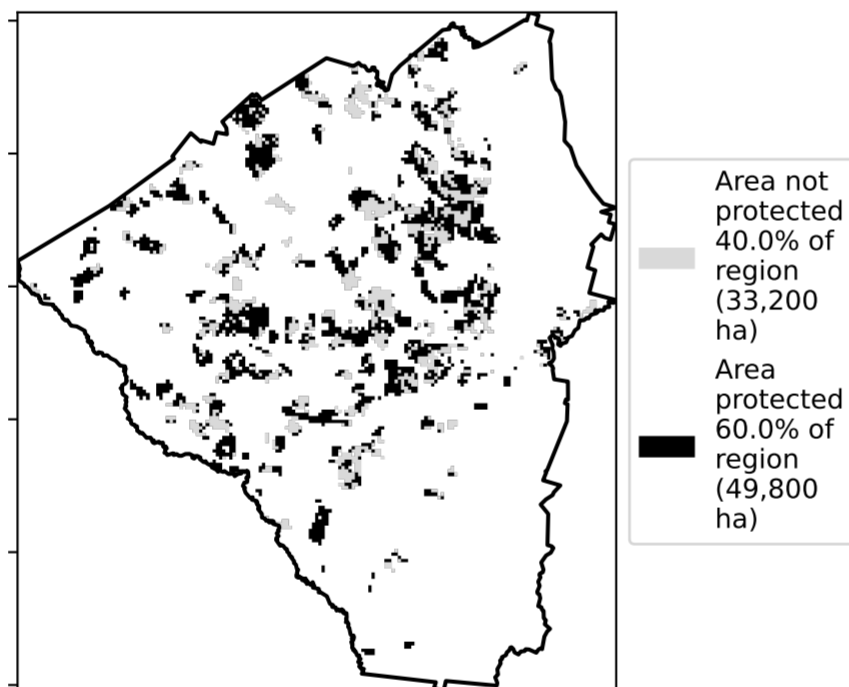 Area not
protected
40.0% of
region
(33,200
ha)
Area
protected
60.0% of
region
(49,800
ha)